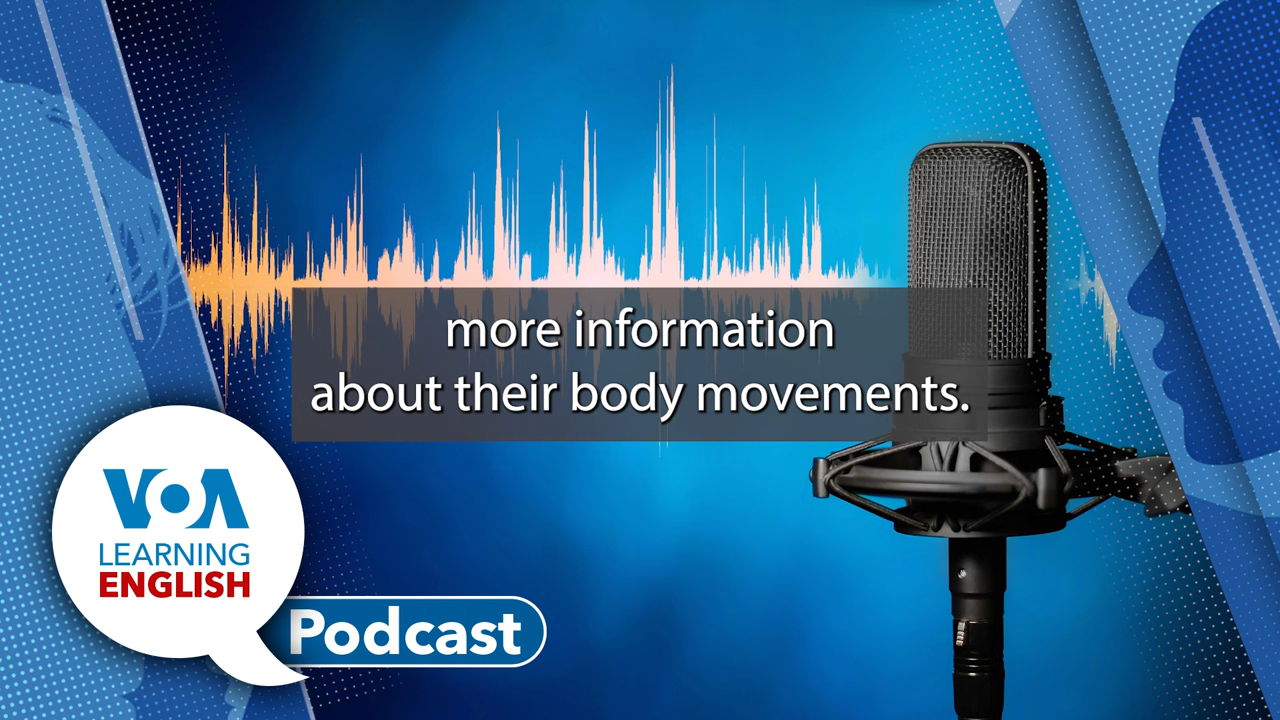 more information
about their body movements.
VOA
LEARNING
ENGLISH
Podcast